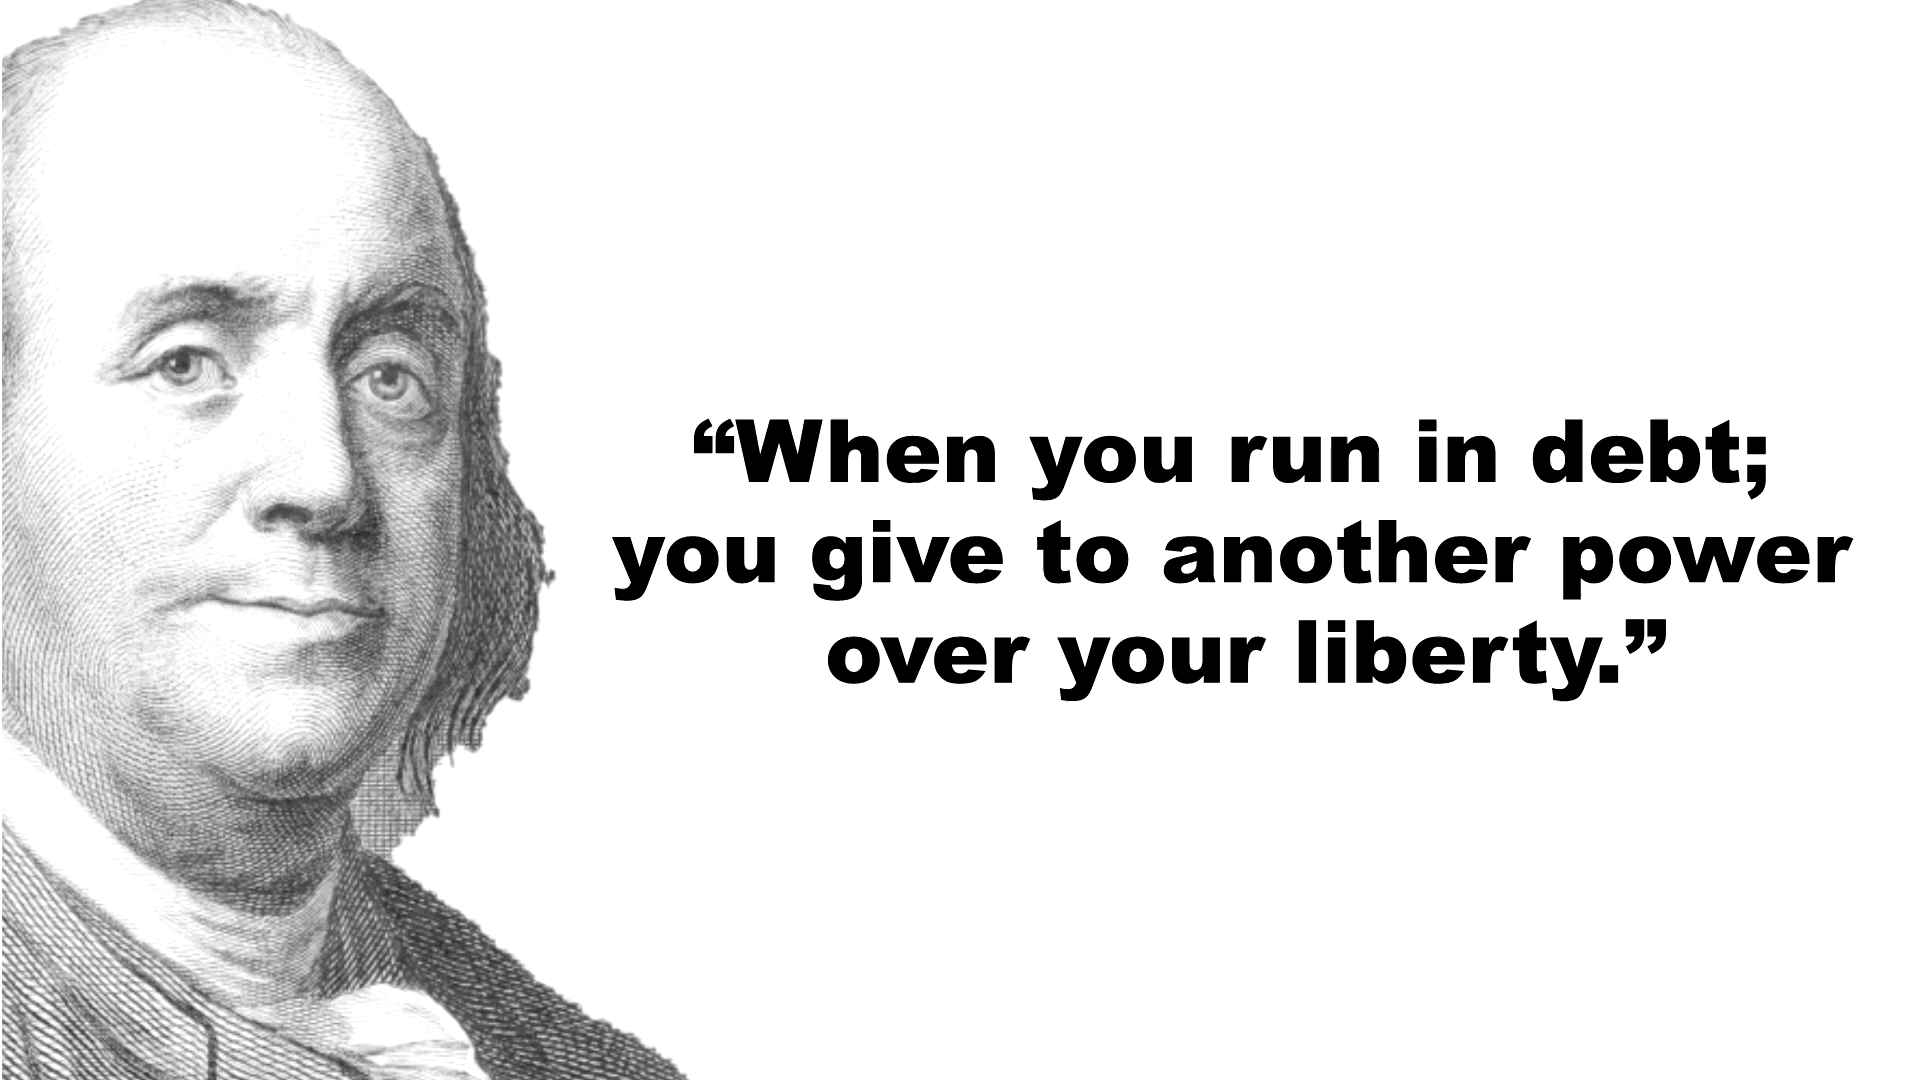 “When you run in debt;
you give to another power
over your liberty.”